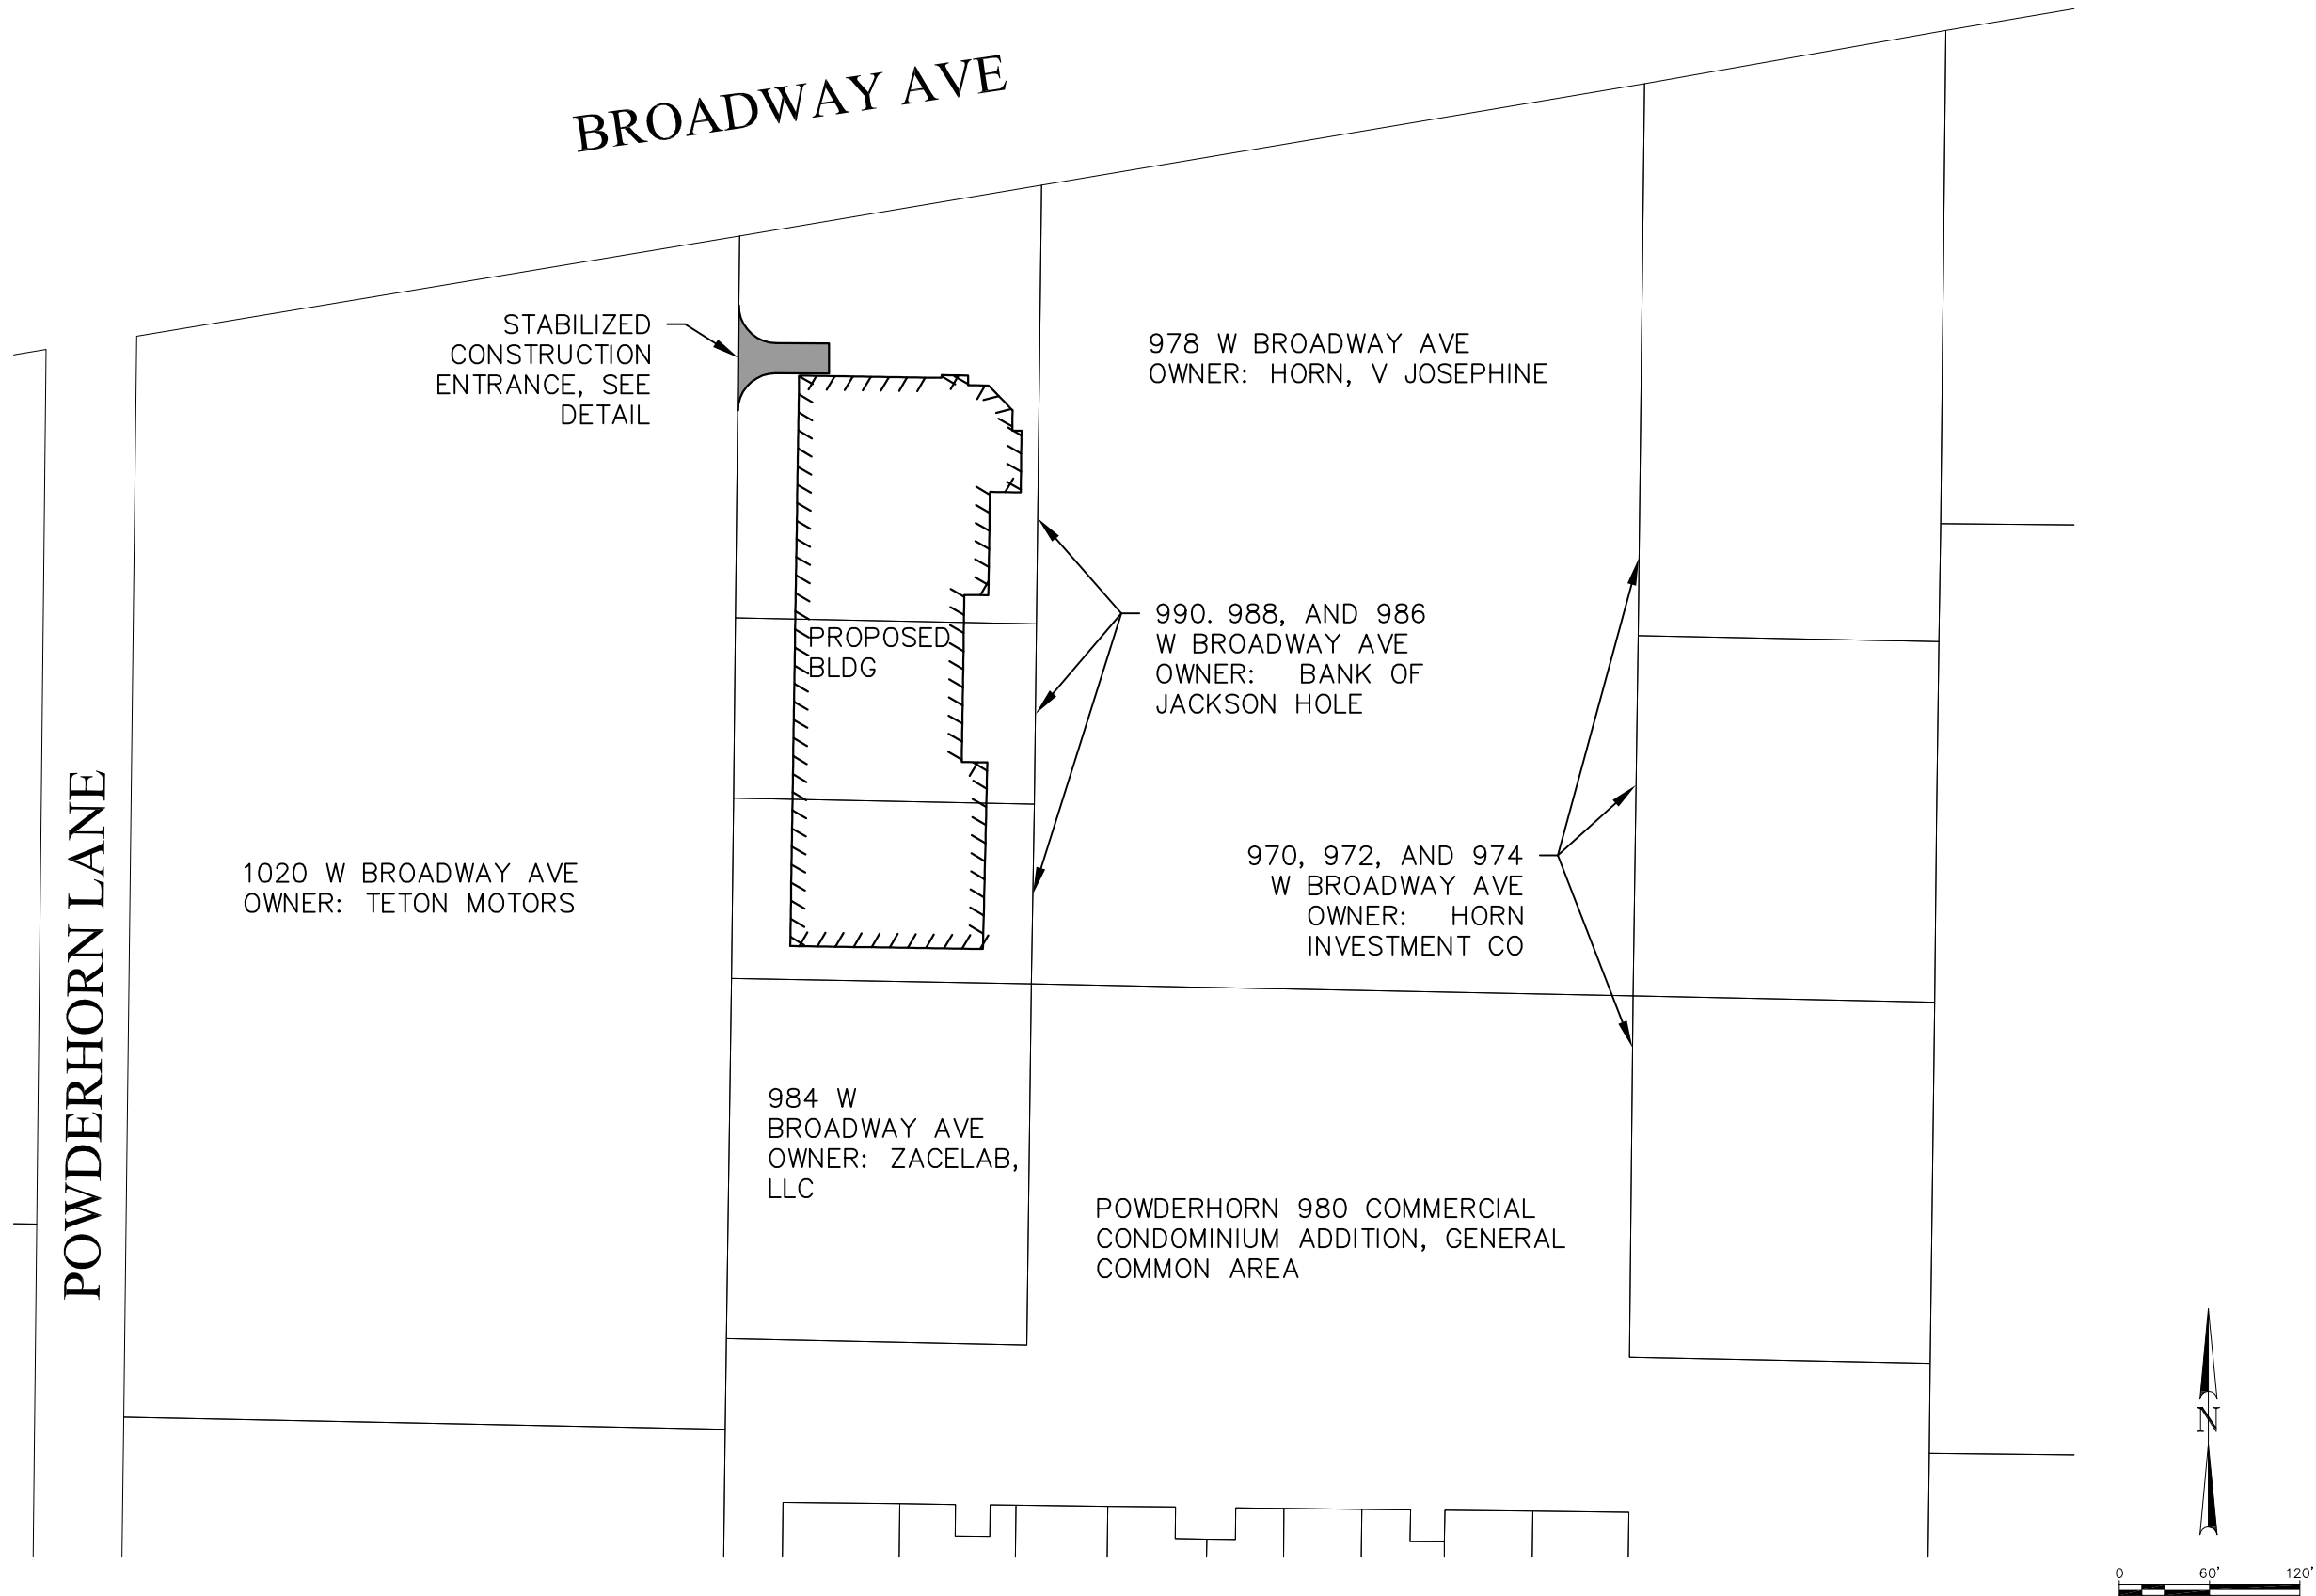 BROADWAY AVE
STABILIZED
CONSTRUCTION
ENTRANCE, SEE
DETAIL
978 W BROADWAY AVE
OWNER: HORN, V JOSEPHINE
990. 988, AND 986
W BROADWAY AVE
OWNER: BANK OF
JACKSON HOLE
PROPOSED
BLDG
POWDERHORN LANE
1020 W BROADWAY AVE
OWNER: TETON MOTORS
970, 972, AND 974
W BROADWAY AVE
OWNER: HORN
INVESTMENT CO
984 W
BROADWAY AVE
OWNER: ZACELAB,
LLC
POWDERHORN 980 COMMERCIAL
CONDOMINIUM ADDITION, GENERAL
COMMON AREA
N
0 60' 120'